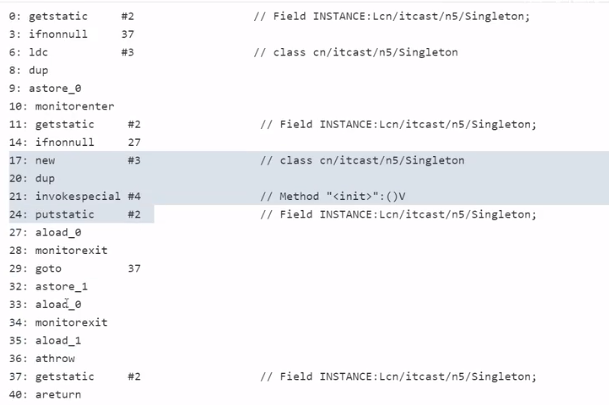 0: getstatic #2 // Field INSTANCE:Lcn/itcast/n5/Singleton;
3: ifnonnull 37
6: ldc #3 // class cn/itcast/n5/Singleton
8: dup
9: astore_0
10: monitorenter
11: getstatic #2 // Field INSTANCE:Lcn/itcast/n5/Singleton;
14: ifnonnull 27
17: new #3 // class cn/itcast/n5/Singleton
20: dup
21: invokespecial #4 // Method "<init>":()V
24: putstatic #2 // Field INSTANCE:Lcn/itcast/n5/Singleton;
27: aload_0
28: monitorexit
29: goto 37
32: astore_1
33: aload_0
34: monitorexit
35: aload_1
36: athrow
37: getstatic #2 // Field INSTANCE:Lcn/itcast/n5/Singleton;
40: areturn